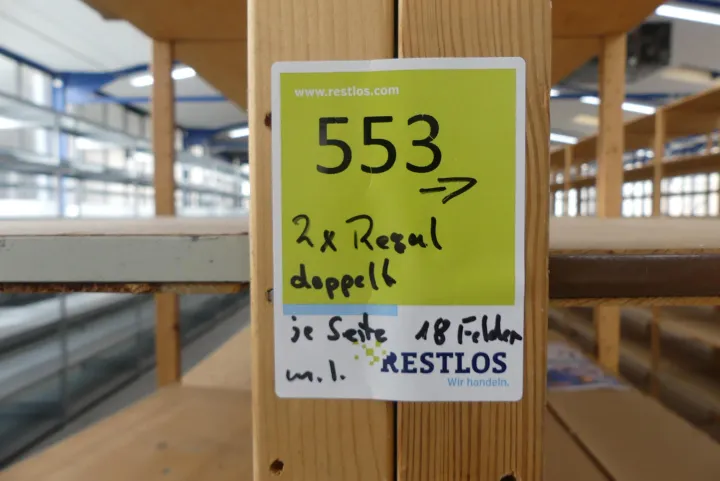 www.restlos.com
553
2x Regal
doppelt
je Seite 18 Felder
u.l.
RESTLOS
Wir handeln.